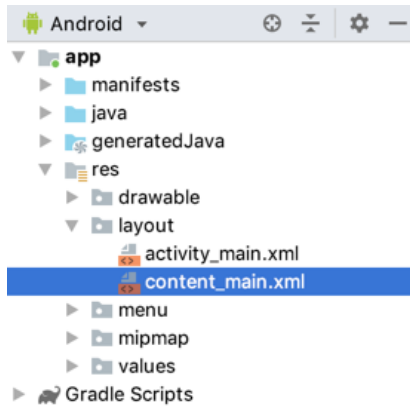 Android
app
manifests
java
generatedJava
res
drawable
layout
activity_main.xml
content_main.xml
menu
mipmap
values
Gradle Scripts